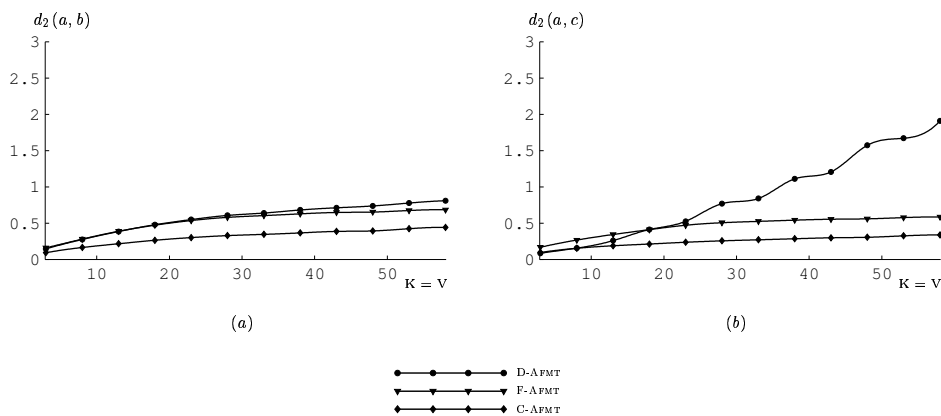 d₂(a, b)
3
2.5
2
1.5
1
0.5
0
10 20 30 40 50
K = V
(a)
d₂(a, c)
3
2.5
2
1.5
1
0.5
0
10 20 30 40 50
K = V
(b)
D-AFMT
F-AFMT
C-AFMT